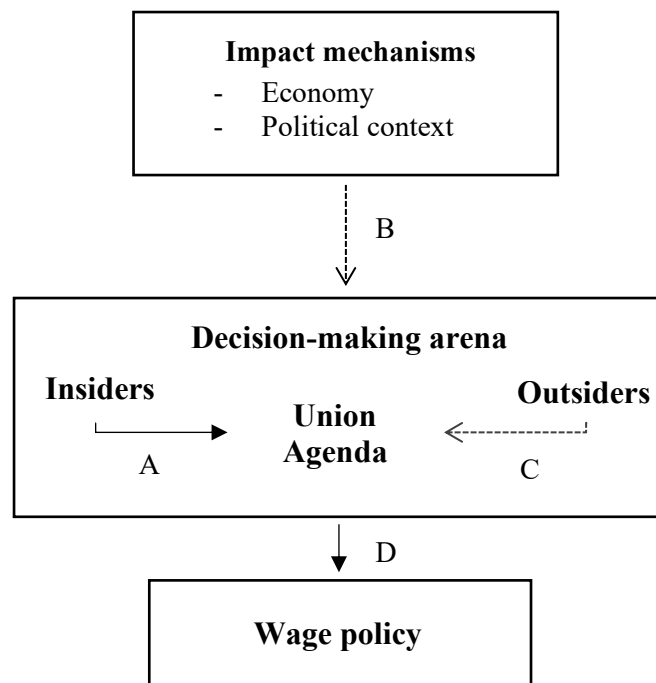 Impact mechanisms
- Economy
- Political context
B
Decision-making arena
Insiders
Outsiders
Union
Agenda
A
C
D
Wage policy